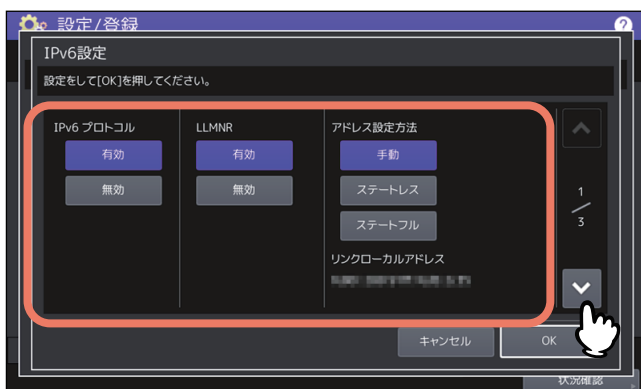 設定/登録
?
IPv6設定
設定をして[OK]を押してください。
IPv6 プロトコル
有効
無効
LLMNR
有効
無効
アドレス設定方法
手動
ステートレス
ステートフル
リンクローカルアドレス
1
3
キャンセル
OK
状況確認